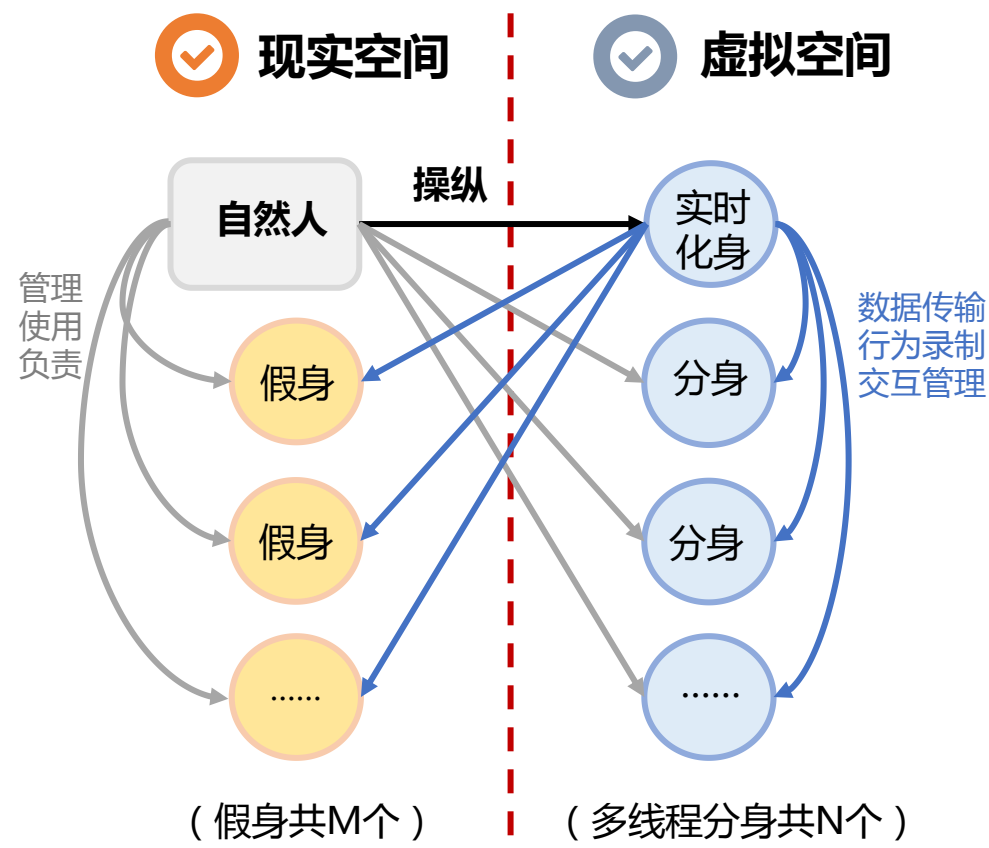 现实空间
虚拟空间
操纵
自然人
实时
化身
管理
使用
负责
数据传输
行为录制
交互管理
假身
分身
假身
分身
……
……
（假身共M个）
（多线程分身共N个）